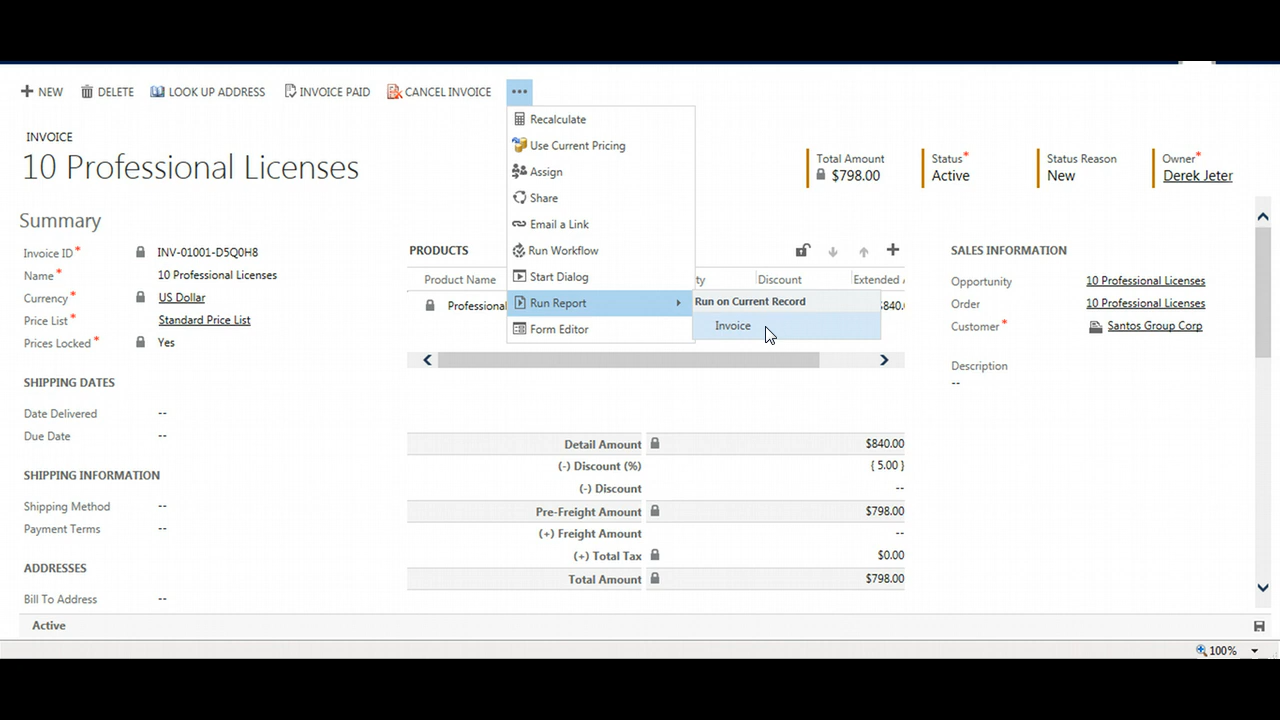 NEW DELETE LOOK UP ADDRESS INVOICE PAID CANCEL INVOICE •••
Recalculate
Use Current Pricing
Assign
Share
Email a Link
Run Workflow
Start Dialog
Run Report
Form Editor
Run on Current Record
Invoice
INVOICE
10 Professional Licenses
Total Amount
$798.00
Status*
Active
Status Reason
New
Owner*
Derek Jeter
Summary
Invoice ID* INV-01001-D5Q0H8
Name* 10 Professional Licenses
Currency* US Dollar
Price List* Standard Price List
Prices Locked* Yes
SHIPPING DATES
Date Delivered --
Due Date --
SHIPPING INFORMATION
Shipping Method --
Payment Terms --
ADDRESSES
Bill To Address --
PRODUCTS
Product Name ty Discount Extended A
Professional $840.
Detail Amount $840.00
(-) Discount (%) { 5.00 }
(-) Discount --
Pre-Freight Amount $798.00
(+) Freight Amount --
(+) Total Tax $0.00
Total Amount $798.00
SALES INFORMATION
Opportunity 10 Professional Licenses
Order 10 Professional Licenses
Customer* Santos Group Corp
Description
--
Active
100%